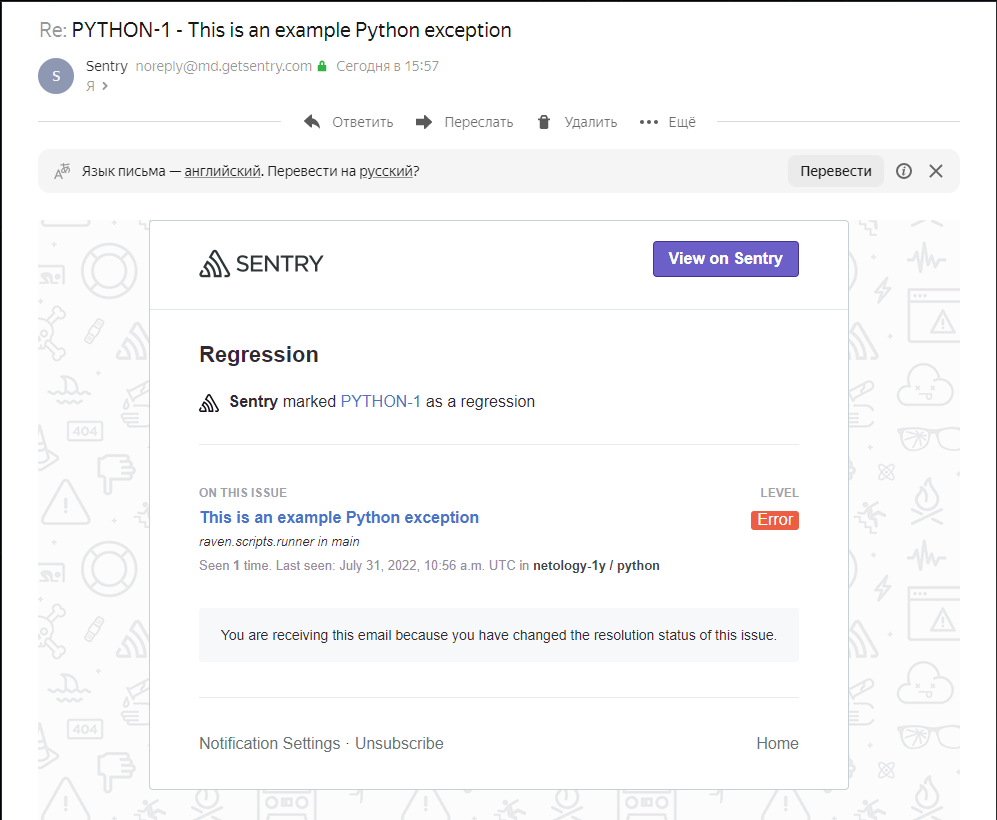 Re: PYTHON-1 - This is an example Python exception
S
Sentry noreply@md.getsentry.com Сегодня в 15:57
Я
Ответить Переслать Удалить Ещё
Язык письма — английский. Перевести на русский? Перевести
SENTRY View on Sentry
Regression
Sentry marked PYTHON-1 as a regression
ON THIS ISSUE LEVEL
This is an example Python exception Error
raven.scripts.runner in main
Seen 1 time. Last seen: July 31, 2022, 10:56 a.m. UTC in netology-1y / python
You are receiving this email because you have changed the resolution status of this issue.
Notification Settings · Unsubscribe Home
404
404